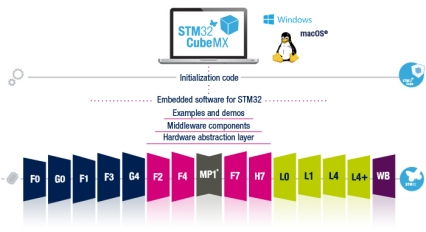 STM32
CubeMX
Windows
macOS®
Initialization code
Embedded software for STM32
Examples and demos
Middleware components
Hardware abstraction layer
F0 G0 F1 F3 G4 F2 F4 MP1* F7 H7 L0 L1 L4 L4+ WB